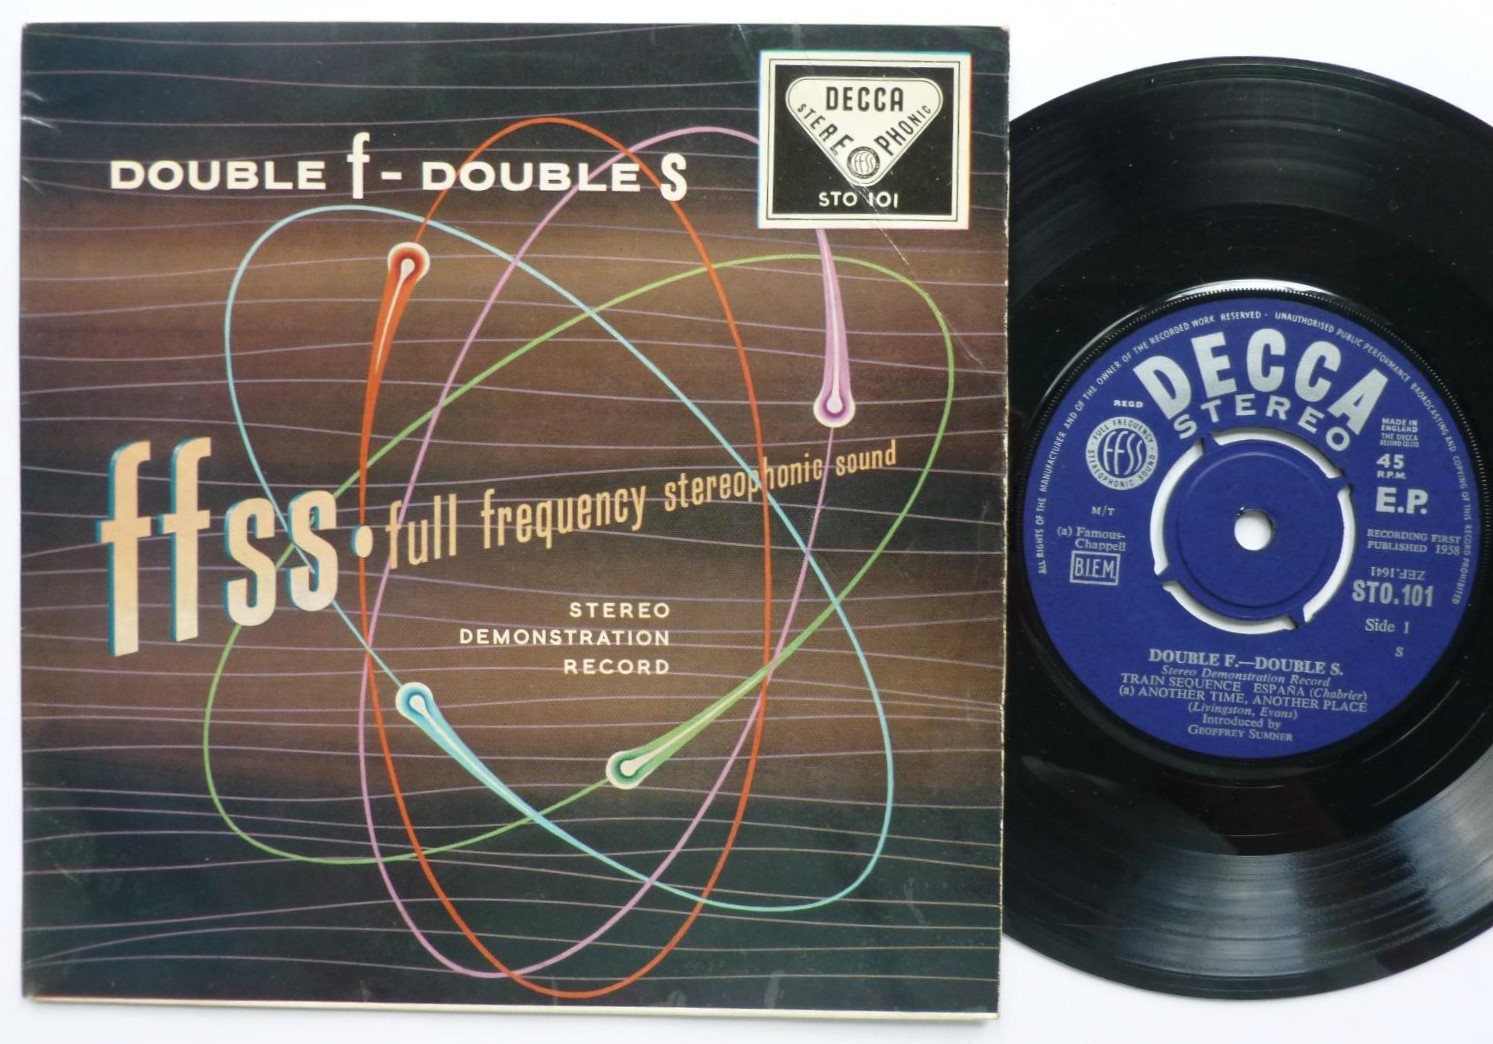 DOUBLE f - DOUBLE S
DECCA
STEREOPHONIC
FFSS
STO 101
ffss • full frequency stereophonic sound
STEREO
DEMONSTRATION
RECORD
ALL RIGHTS OF THE MANUFACTURER AND OF THE OWNER OF THE RECORDED WORK RESERVED · UNAUTHORISED PUBLIC PERFORMANCE BROADCASTING AND COPYING OF THIS RECORD PROHIBITED
DECCA
STEREO
REGD
FULL FREQUENCY
FFSS
STEREOPHONIC SOUND
MADE IN
ENGLAND
THE DECCA
RECORD CO LTD
45
R.P.M.
E.P.
M/T
(a) Famous-
Chappell
B.I.E.M.
RECORDING FIRST
PUBLISHED 1958
ZEF.1641
STO.101
Side 1
S
DOUBLE F.—DOUBLE S.
Stereo Demonstration Record
TRAIN SEQUENCE ESPAÑA (Chabrier)
(a) ANOTHER TIME, ANOTHER PLACE
(Livingston, Evans)
Introduced by
GEOFFREY SUMNER